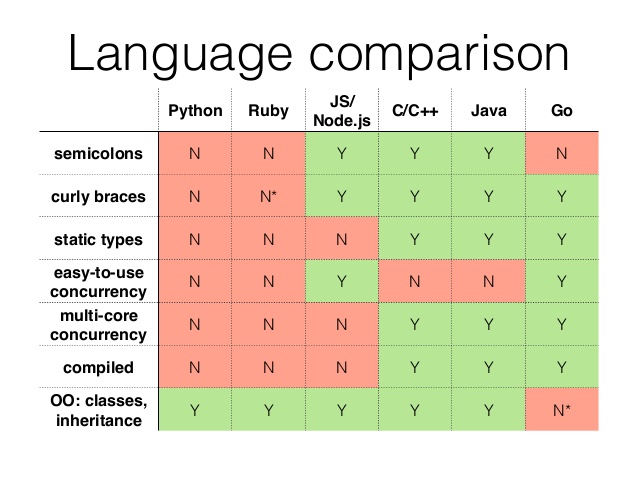 Language comparison
Python Ruby JS/ Node.js C/C++ Java Go
semicolons N N Y Y Y N
curly braces N N* Y Y Y Y
static types N N N Y Y Y
easy-to-use
concurrency N N Y N N Y
multi-core
concurrency N N N Y Y Y
compiled N N N Y Y Y
OO: classes,
inheritance Y Y Y Y Y N*